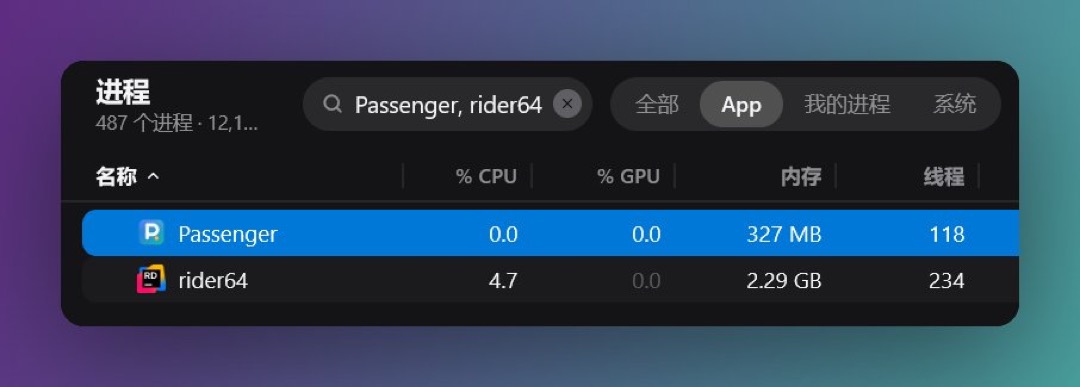 进程
487 个进程 · 12,1...
Passenger, rider64
全部 App 我的进程 系统
名称 % CPU % GPU 内存 线程
Passenger 0.0 0.0 327 MB 118
RD rider64 4.7 0.0 2.29 GB 234